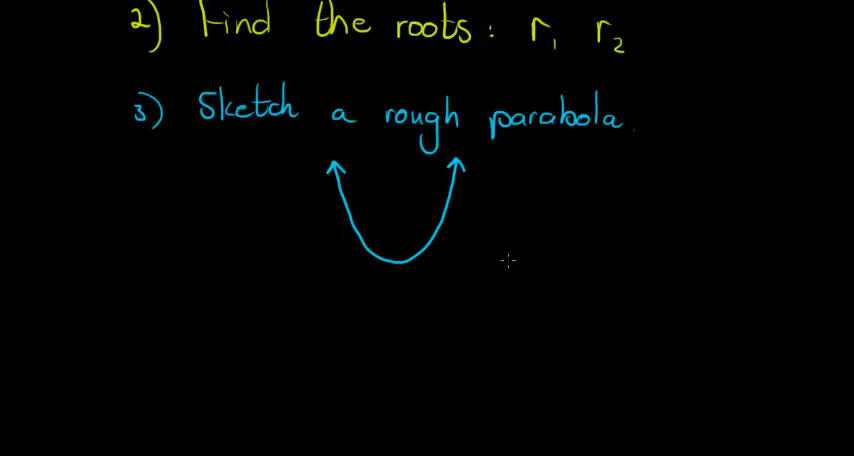 2) Find the roots: r₁ r₂
3) Sketch a rough parabola.